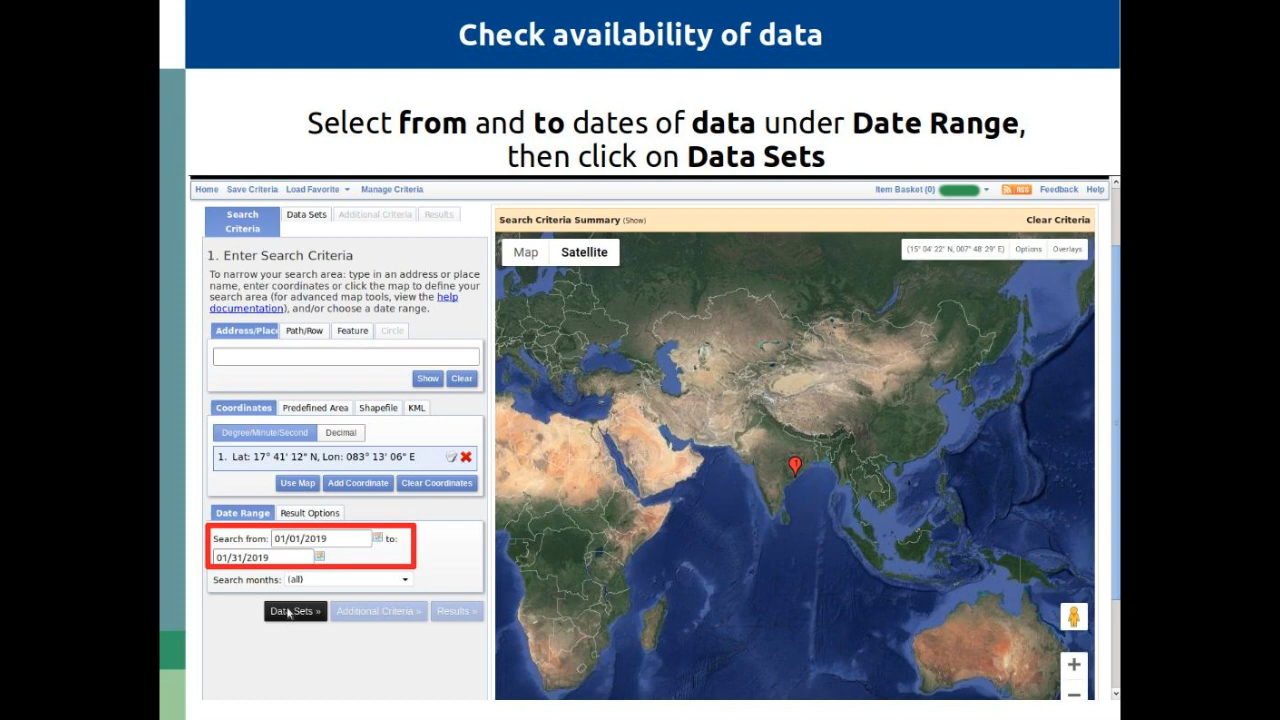 Check availability of data
Select from and to dates of data under Date Range,
then click on Data Sets
Home Save Criteria Load Favorite Manage Criteria
Item Basket (0) RSS Feedback Help
Search Criteria
Data Sets Additional Criteria Results
1. Enter Search Criteria
To narrow your search area: type in an address or place
name, enter coordinates or click the map to define your
search area (for advanced map tools, view the help
documentation), and/or choose a date range.
Address/Place Path/Row Feature Circle
Show Clear
Coordinates Predefined Area Shapefile KML
Degree/Minute/Second Decimal
1. Lat: 17° 41' 12" N, Lon: 083° 13' 06" E
Use Map Add Coordinate Clear Coordinates
Date Range Result Options
Search from: 01/01/2019 to:
01/31/2019
Search months: (all)
Data Sets » Additional Criteria » Results »
Search Criteria Summary (Show) Clear Criteria
Map Satellite
(15° 04' 22" N, 007° 48' 29" E) Options Overlays
1
+
−